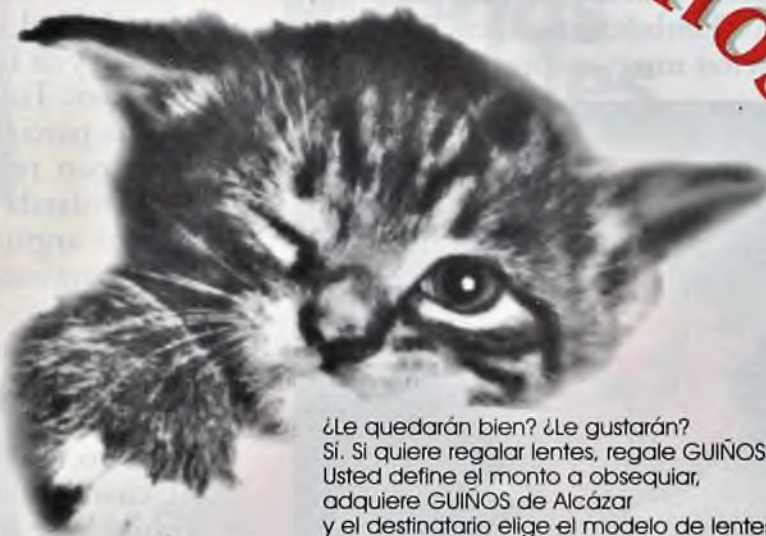 ¿Le quedarán bien? ¿Le gustarán?
Sí. Si quiere regalar lentes, regale GUIÑOS
Usted define el monto a obsequiar,
adquiere GUIÑOS de Alcázar
y el destinatario elige el modelo de lentes